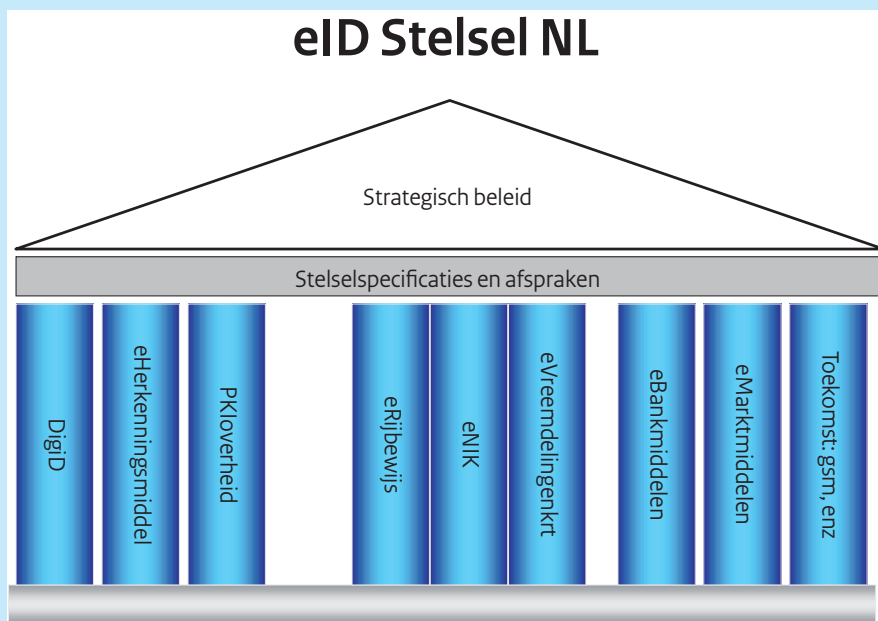 eID Stelsel NL
Strategisch beleid
Stelselspecificaties en afspraken
DigiD
eHerkenningsmiddel
PKIoverheid
eRijbewijs
eNIK
eVreemdelingenkrt
eBankmiddelen
eMarktmiddelen
Toekomst: gsm, enz